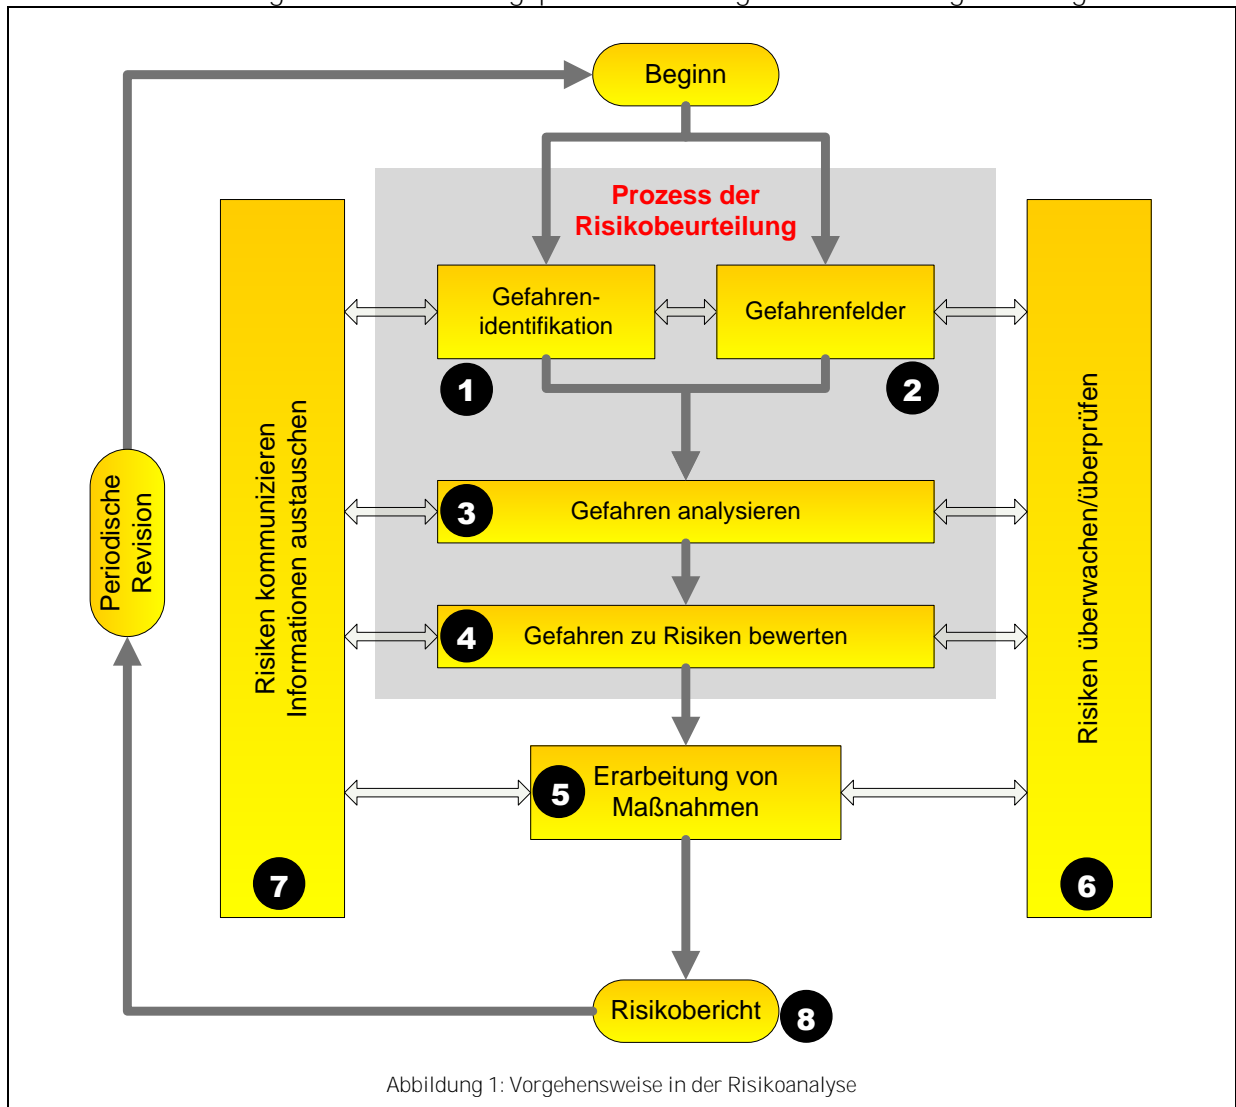 Beginn
Prozess der
Risikobeurteilung
Gefahren-
identifikation
Gefahrenfelder
1
2
Gefahren analysieren
3
Gefahren zu Risiken bewerten
4
Erarbeitung von
Maßnahmen
5
Risiken kommunizieren
Informationen austauschen
7
Risiken überwachen/überprüfen
6
Periodische
Revision
Risikobericht
8
Abbildung 1: Vorgehensweise in der Risikoanalyse